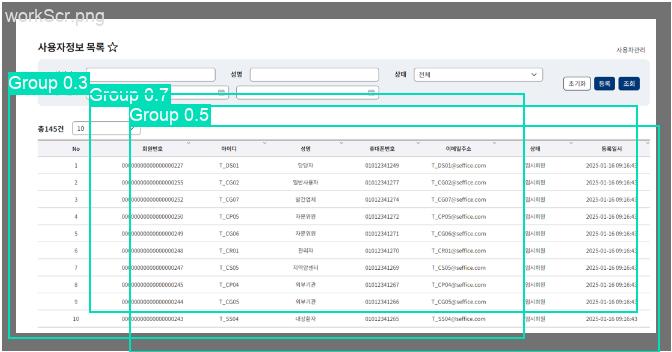 workScr.png
사용자정보 목록 ☆
사용자관리
성명
상태
전체
초기화
등록
조회
Group 0.3
Group 0.7
Group 0.5
총145건
10
No 회원번호 아이디 성명 휴대폰번호 이메일주소 상태 등록일시
1 00000000000000000227 T_DS01 담당자 01012341249 T_DS01@seffice.com 임시회원 2025-01-16 09:16:43
2 00000000000000000255 T_CG02 일반사용자 01012341277 T_CG02@seffice.com 임시회원 2025-01-16 09:16:43
3 00000000000000000252 T_CG07 발간업체 01012341274 T_CG07@seffice.com 임시회원 2025-01-16 09:16:43
4 00000000000000000250 T_CP05 자문위원 01012341272 T_CP05@seffice.com 임시회원 2025-01-16 09:16:43
5 00000000000000000249 T_CG06 자문위원 01012341271 T_CG06@seffice.com 임시회원 2025-01-16 09:16:43
6 00000000000000000248 T_CR01 관리자 01012341270 T_CR01@seffice.com 임시회원 2025-01-16 09:16:43
7 00000000000000000247 T_CS05 지역알센터 01012341269 T_CS05@seffice.com 임시회원 2025-01-16 09:16:43
8 00000000000000000245 T_CP04 외부기관 01012341267 T_CP04@seffice.com 임시회원 2025-01-16 09:16:43
9 00000000000000000244 T_CG05 외부기관 01012341266 T_CG05@seffice.com 임시회원 2025-01-16 09:16:43
10 00000000000000000243 T_SS04 대상환자 01012341265 T_SS04@seffice.com 임시회원 2025-01-16 09:16:43